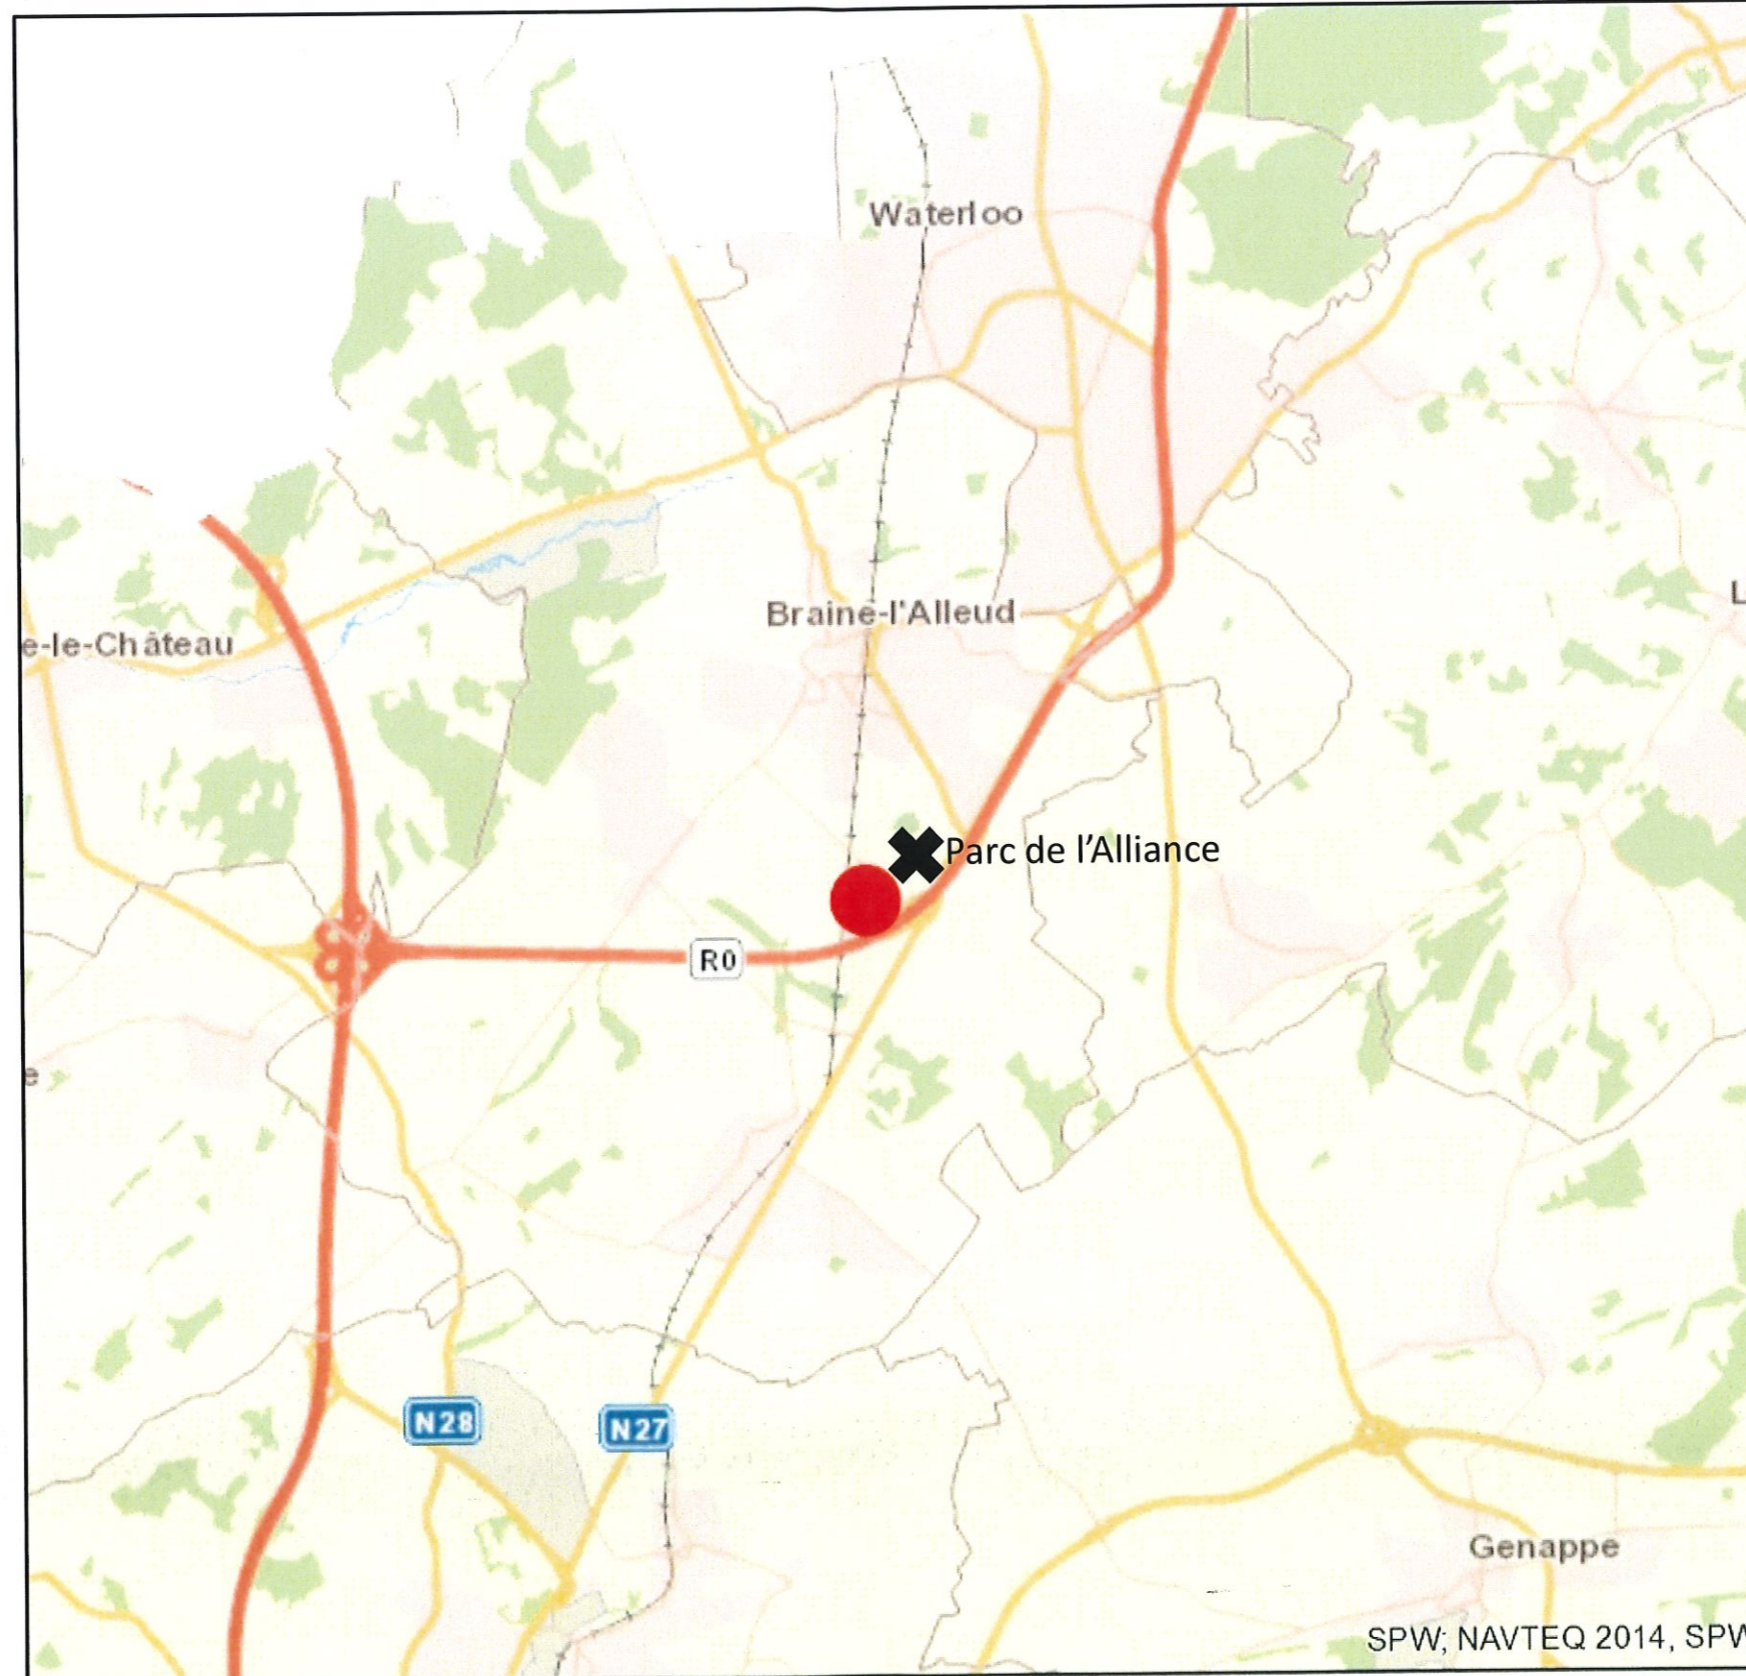 Waterloo
Braine-l'Alleud
e-le-Château
L
Parc de l'Alliance
R0
e
N28
N27
Genappe
SPW; NAVTEQ 2014, SPW